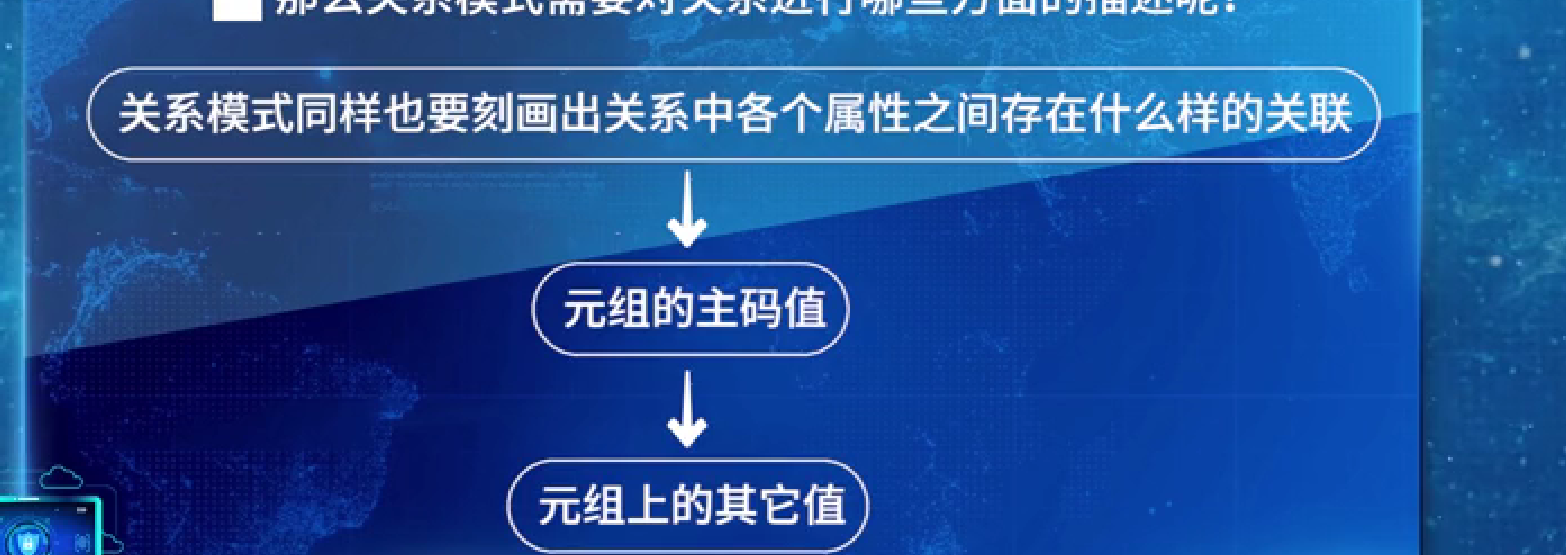 那么关系模式需要对关系进行哪些方面的描述呢?
关系模式同样也要刻画出关系中各个属性之间存在什么样的关联
元组的主码值
元组上的其它值